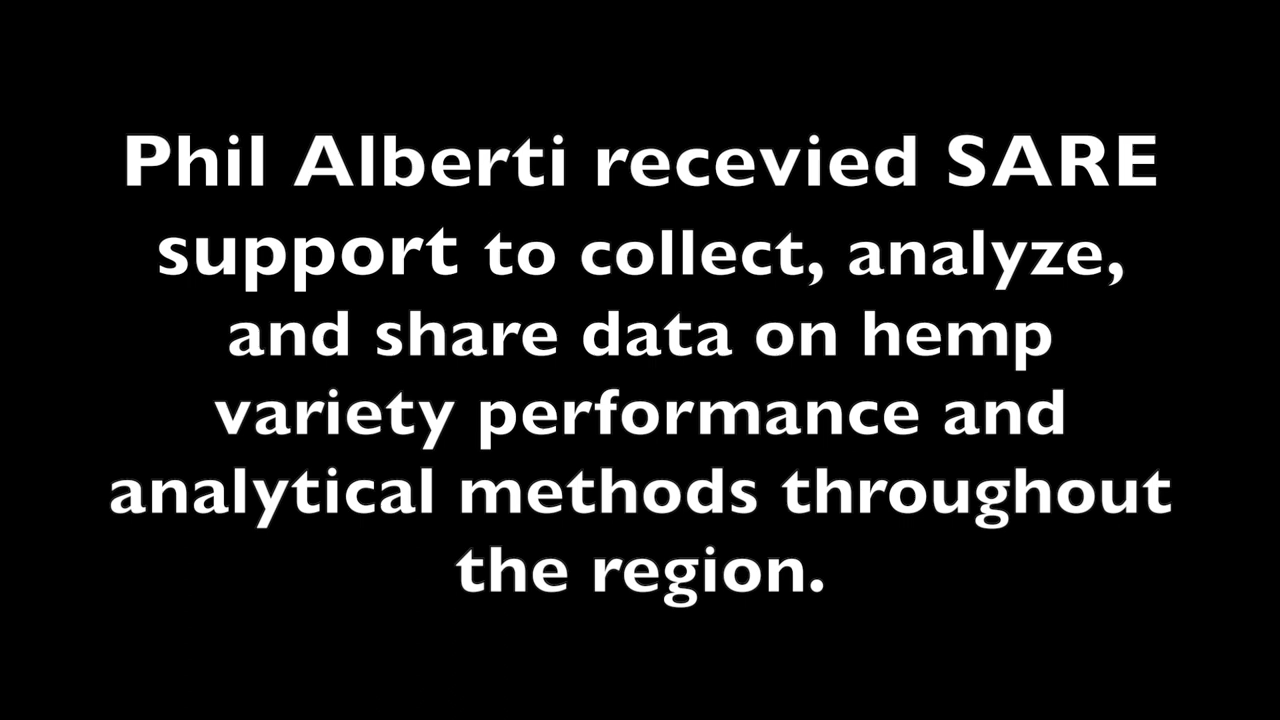 Phil Alberti recevied SARE
support to collect, analyze,
and share data on hemp
variety performance and
analytical methods throughout
the region.